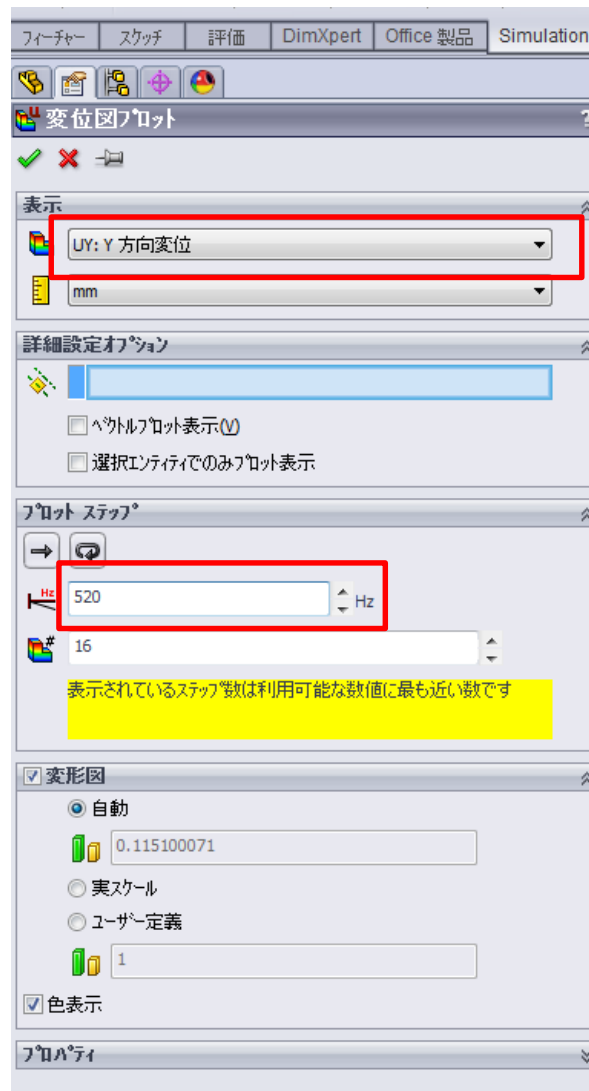 フィーチャー スケッチ 評価 DimXpert Office 製品 Simulation
変位図プロット ?
表示
UY: Y 方向変位
mm
詳細設定オプション
ベクトルプロット表示(V)
選択エンティティでのみプロット表示
プロット ステップ
520 Hz
16
表示されているステップ数は利用可能な数値に最も近い数です
変形図
自動
0.115100071
実スケール
ユーザー定義
1
色表示
プロパティ